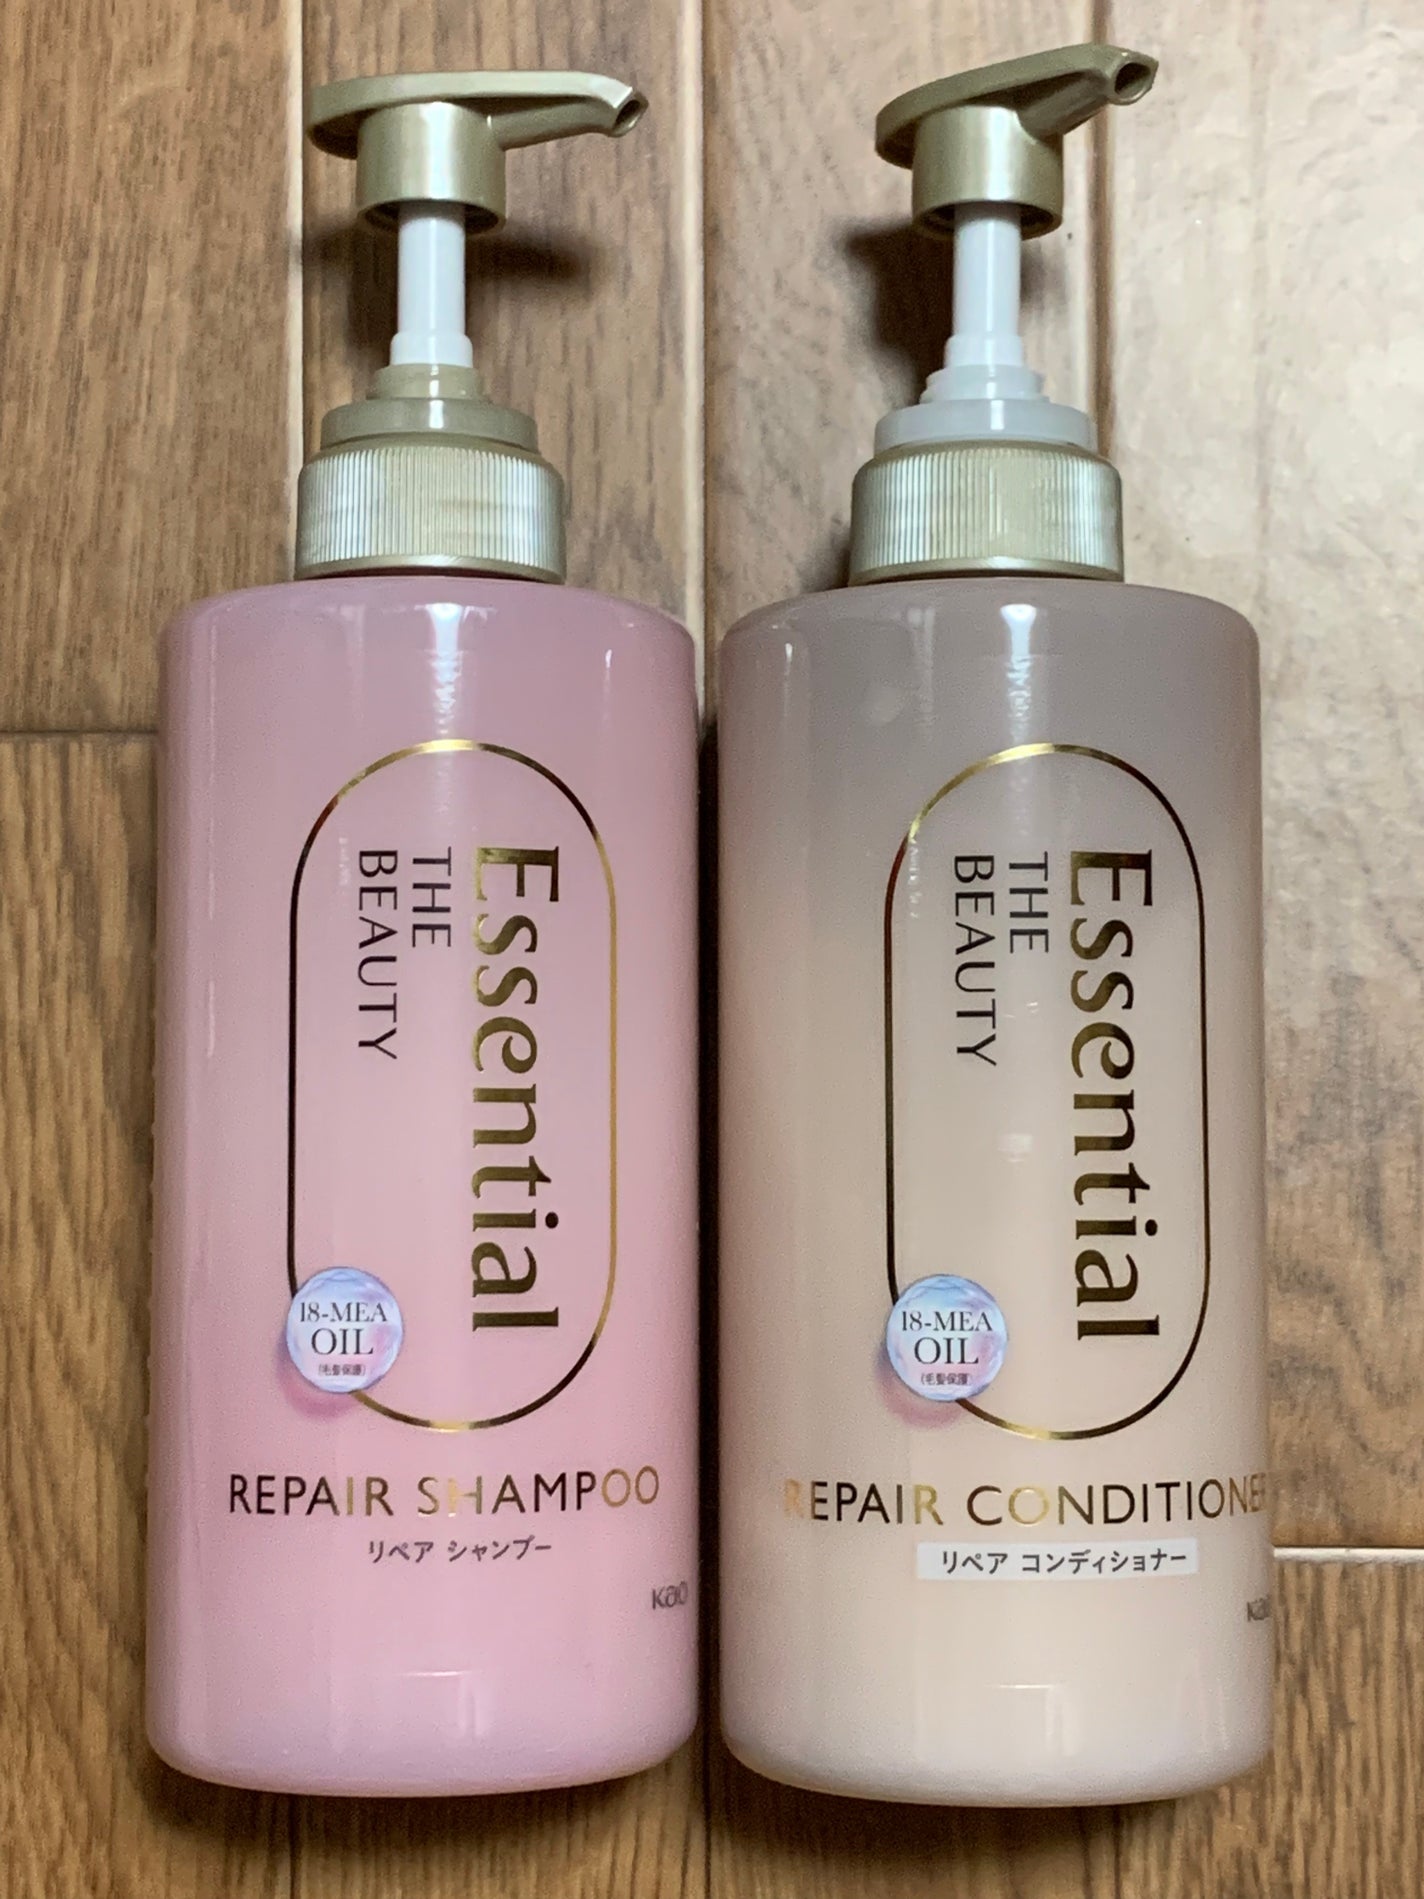 Essential
THE
BEAUTY
18-MEA
OIL
(毛髪保護)
REPAIR SHAMPOO
リペア シャンプー
Kao
Essential
THE
BEAUTY
18-MEA
OIL
(毛髪保護)
REPAIR CONDITIONER
リペア コンディショナー
Kao